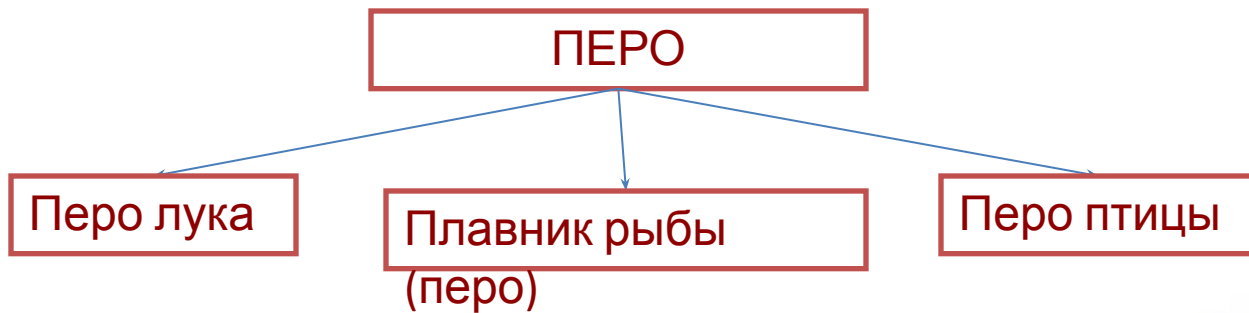 ПЕРО
Перо лука
Плавник рыбы
(перо)
Перо птицы